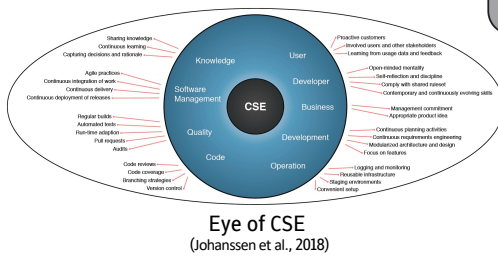 Sharing knowledge
Continuous learning
Capturing decisions and rationale
Knowledge
Agile practices
Continuous integration of work
Continuous delivery
Continuous deployment of releases
Software
Management
Regular builds
Automated tests
Run-time adaption
Pull requests
Audits
Quality
Code reviews
Code coverage
Branching strategies
Version control
Code
CSE
User
Proactive customers
Involved users and other stakeholders
Learning from usage data and feedback
Developer
Open-minded mentality
Self-reflection and discipline
Comply with shared ruleset
Contemporary and continuously evolving skills
Business
Management commitment
Appropriate product idea
Development
Continuous planning activities
Continuous requirements engineering
Modularized architecture and design
Focus on features
Operation
Logging and monitoring
Reusable infrastructure
Staging environments
Convenient setup
Eye of CSE
(Johanssen et al., 2018)